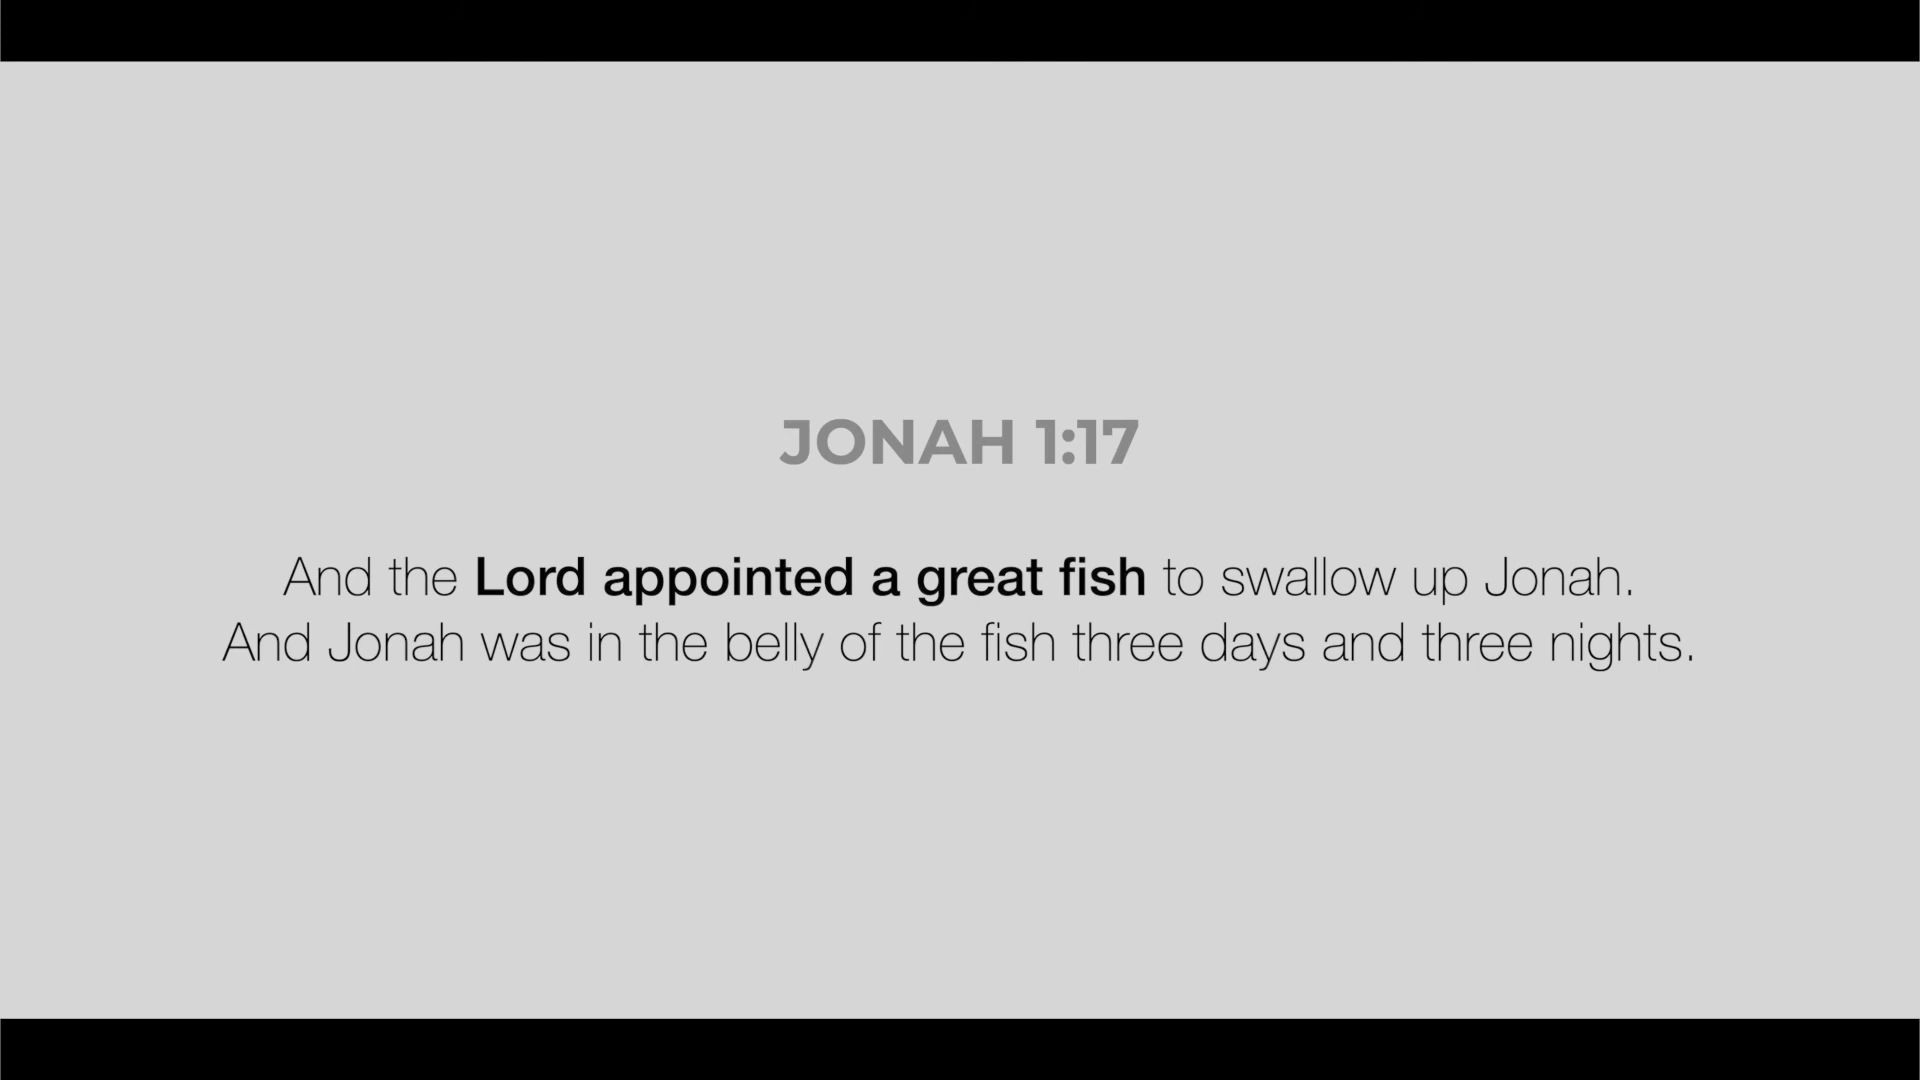 JONAH 1:17
And the Lord appointed a great fish to swallow up Jonah.
And Jonah was in the belly of the fish three days and three nights.